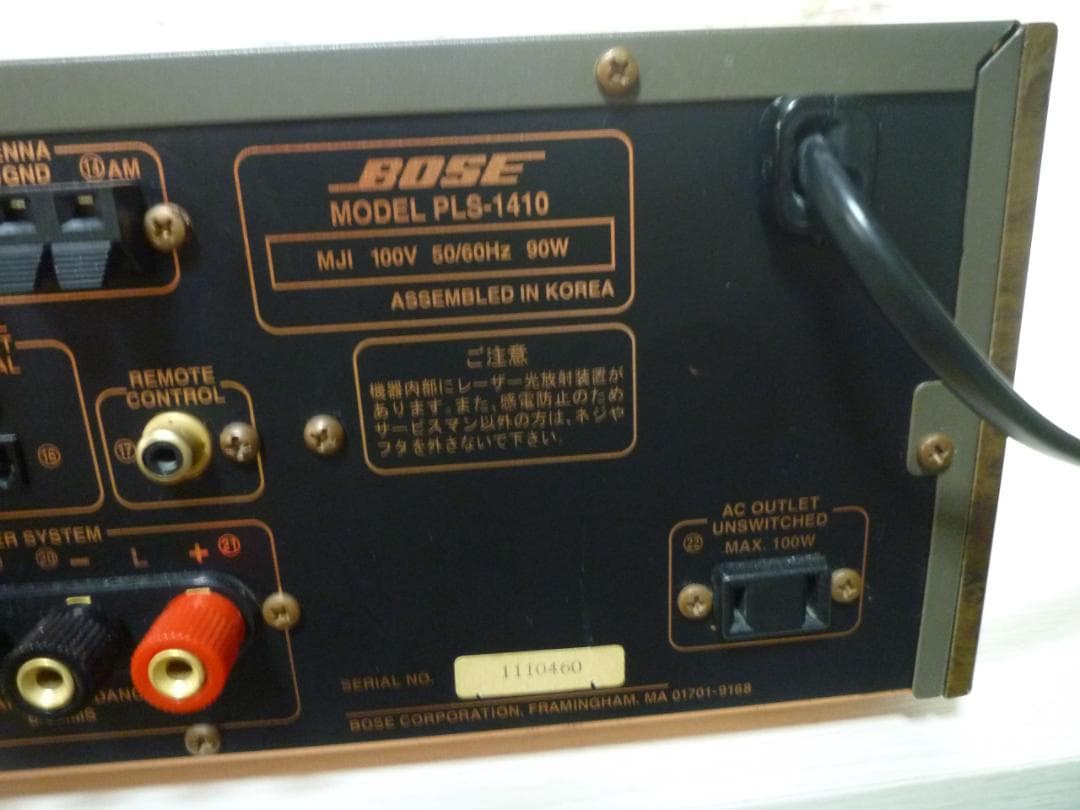 ENNA
GND ⑭AM
BOSE
MODEL PLS-1410
MJI 100V 50/60Hz 90W
ASSEMBLED IN KOREA
ご注意
機器内部にレーザー光放射装置が
あります。また、感電防止のため
サービスマン以外の方は、ネジや
フタを外さないで下さい。
REMOTE
CONTROL
⑰
⑯
ER SYSTEM
⑳ − L + ㉑
AC OUTLET
UNSWITCHED
㉒ MAX. 100W
SERIAL NO. 1110460
BOSE CORPORATION, FRAMINGHAM, MA 01701-9168